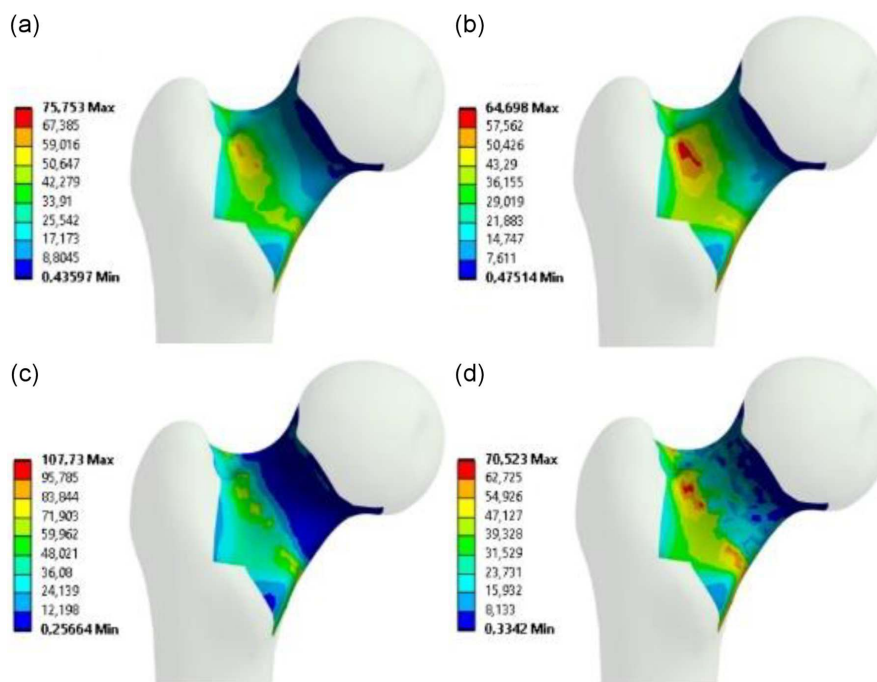 (a)
75,753 Max
67,385
59,016
50,647
42,279
33,91
25,542
17,173
8,8045
0,43597 Min
(b)
64,698 Max
57,562
50,426
43,29
36,155
29,019
21,883
14,747
7,611
0,47514 Min
(c)
107,73 Max
95,785
83,844
71,903
59,962
48,021
36,08
24,139
12,198
0,25664 Min
(d)
70,523 Max
62,725
54,926
47,127
39,328
31,529
23,731
15,932
8,133
0,3342 Min